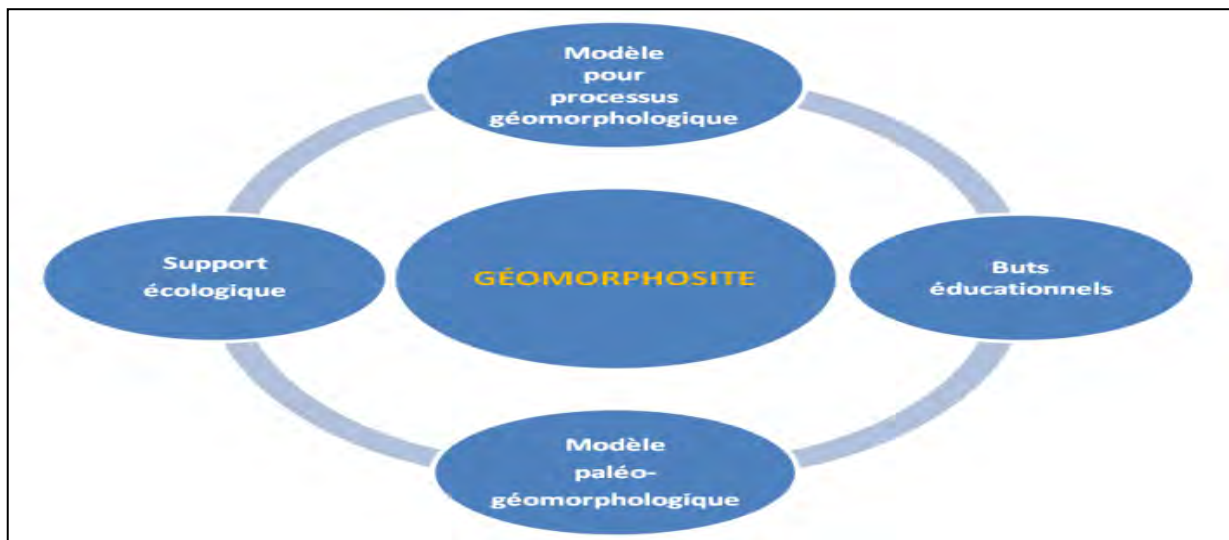 Modèle
pour
processus
géomorphologique
Support
écologique
GÉOMORPHOSITE
Buts
éducationnels
Modèle
paléo-
géomorphologique